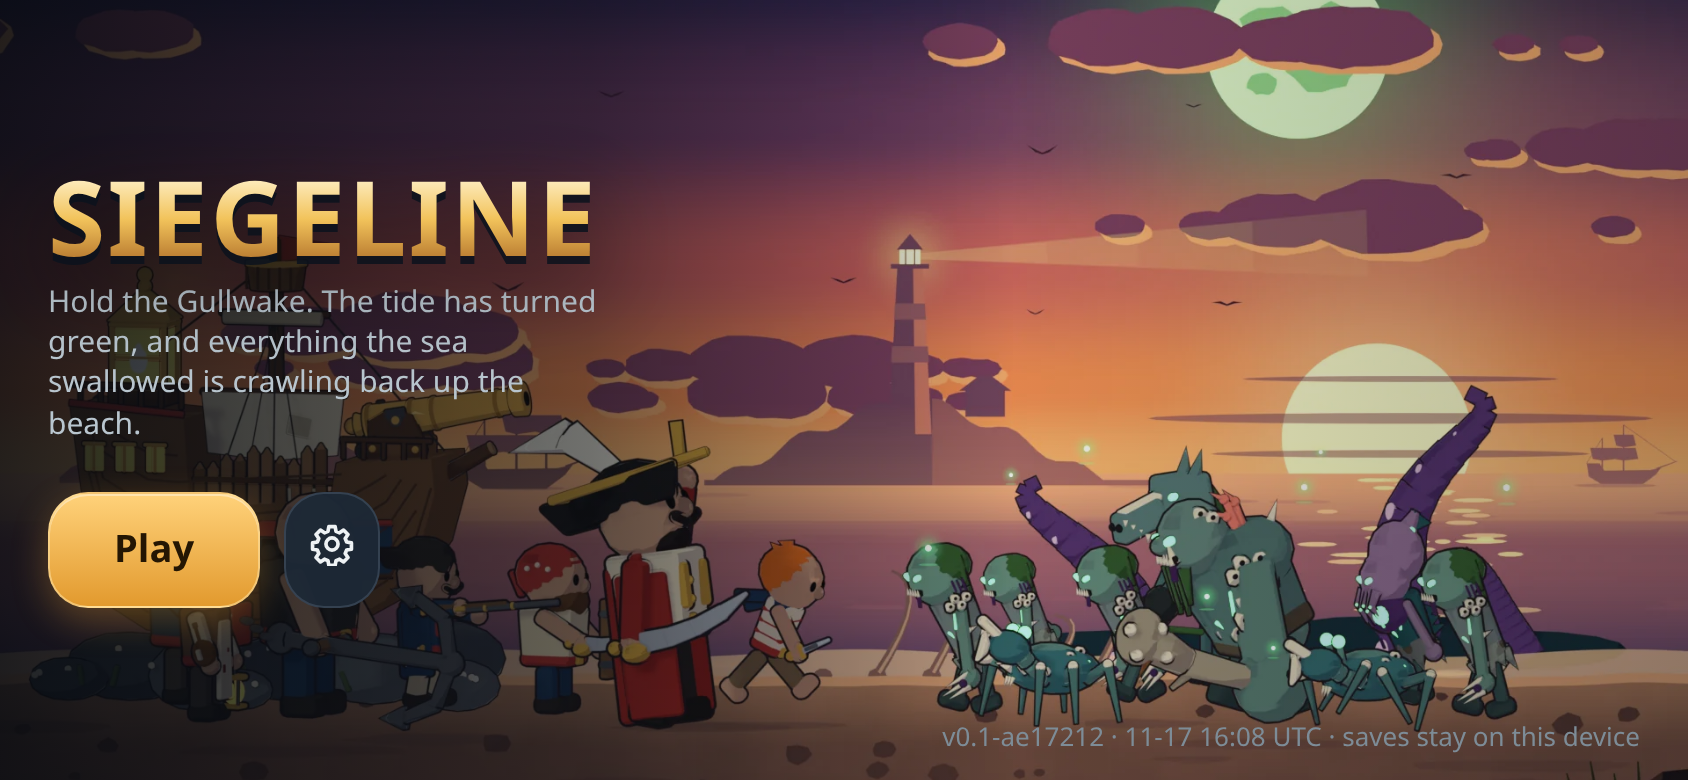 SIEGELINE
Hold the Gullwake. The tide has turned
green, and everything the sea
swallowed is crawling back up the
beach.
Play
v0.1-ae17212 · 11-17 16:08 UTC · saves stay on this device